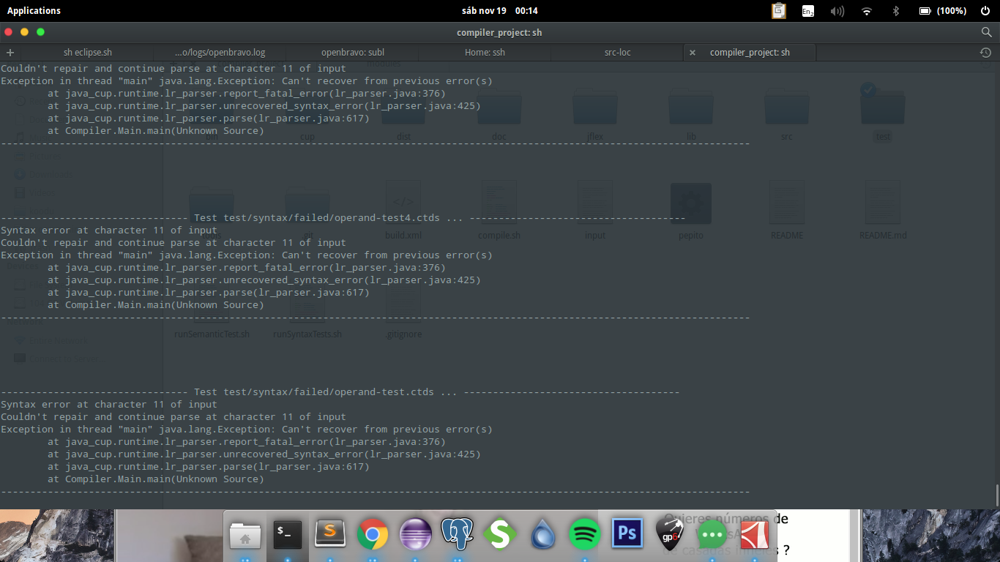 Applications
sáb nov 19 00:14
En2
(100%)
compiler_project: sh
sh eclipse.sh
...o/logs/openbravo.log
openbravo: subl
Home: ssh
src-loc
compiler_project: sh
Couldn't repair and continue parse at character 11 of input
Exception in thread "main" java.lang.Exception: Can't recover from previous error(s)
at java_cup.runtime.lr_parser.report_fatal_error(lr_parser.java:376)
at java_cup.runtime.lr_parser.unrecovered_syntax_error(lr_parser.java:425)
at java_cup.runtime.lr_parser.parse(lr_parser.java:617)
at Compiler.Main.main(Unknown Source)
bin cup dist doc jflex lib src test
--------------------------------------------------------------------------------------------------------------------------------
-------------------------------- Test test/syntax/failed/operand-test4.ctds ... -------------------------------------
Syntax error at character 11 of input
Couldn't repair and continue parse at character 11 of input
tools .git build.xml compile.sh input pepito README README.md
Exception in thread "main" java.lang.Exception: Can't recover from previous error(s)
at java_cup.runtime.lr_parser.report_fatal_error(lr_parser.java:376)
at java_cup.runtime.lr_parser.unrecovered_syntax_error(lr_parser.java:425)
at java_cup.runtime.lr_parser.parse(lr_parser.java:617)
at Compiler.Main.main(Unknown Source)
--------------------------------------------------------------------------------------------------------------------------------
runSemanticTest.sh runSyntaxTests.sh .gitignore
-------------------------------- Test test/syntax/failed/operand-test.ctds ... -------------------------------------
Syntax error at character 11 of input
Couldn't repair and continue parse at character 11 of input
Exception in thread "main" java.lang.Exception: Can't recover from previous error(s)
at java_cup.runtime.lr_parser.report_fatal_error(lr_parser.java:376)
at java_cup.runtime.lr_parser.unrecovered_syntax_error(lr_parser.java:425)
at java_cup.runtime.lr_parser.parse(lr_parser.java:617)
at Compiler.Main.main(Unknown Source)
--------------------------------------------------------------------------------------------------------------------------------
Quieres números de
de casadas infieles ?
>_
S
S
Ps
gp6